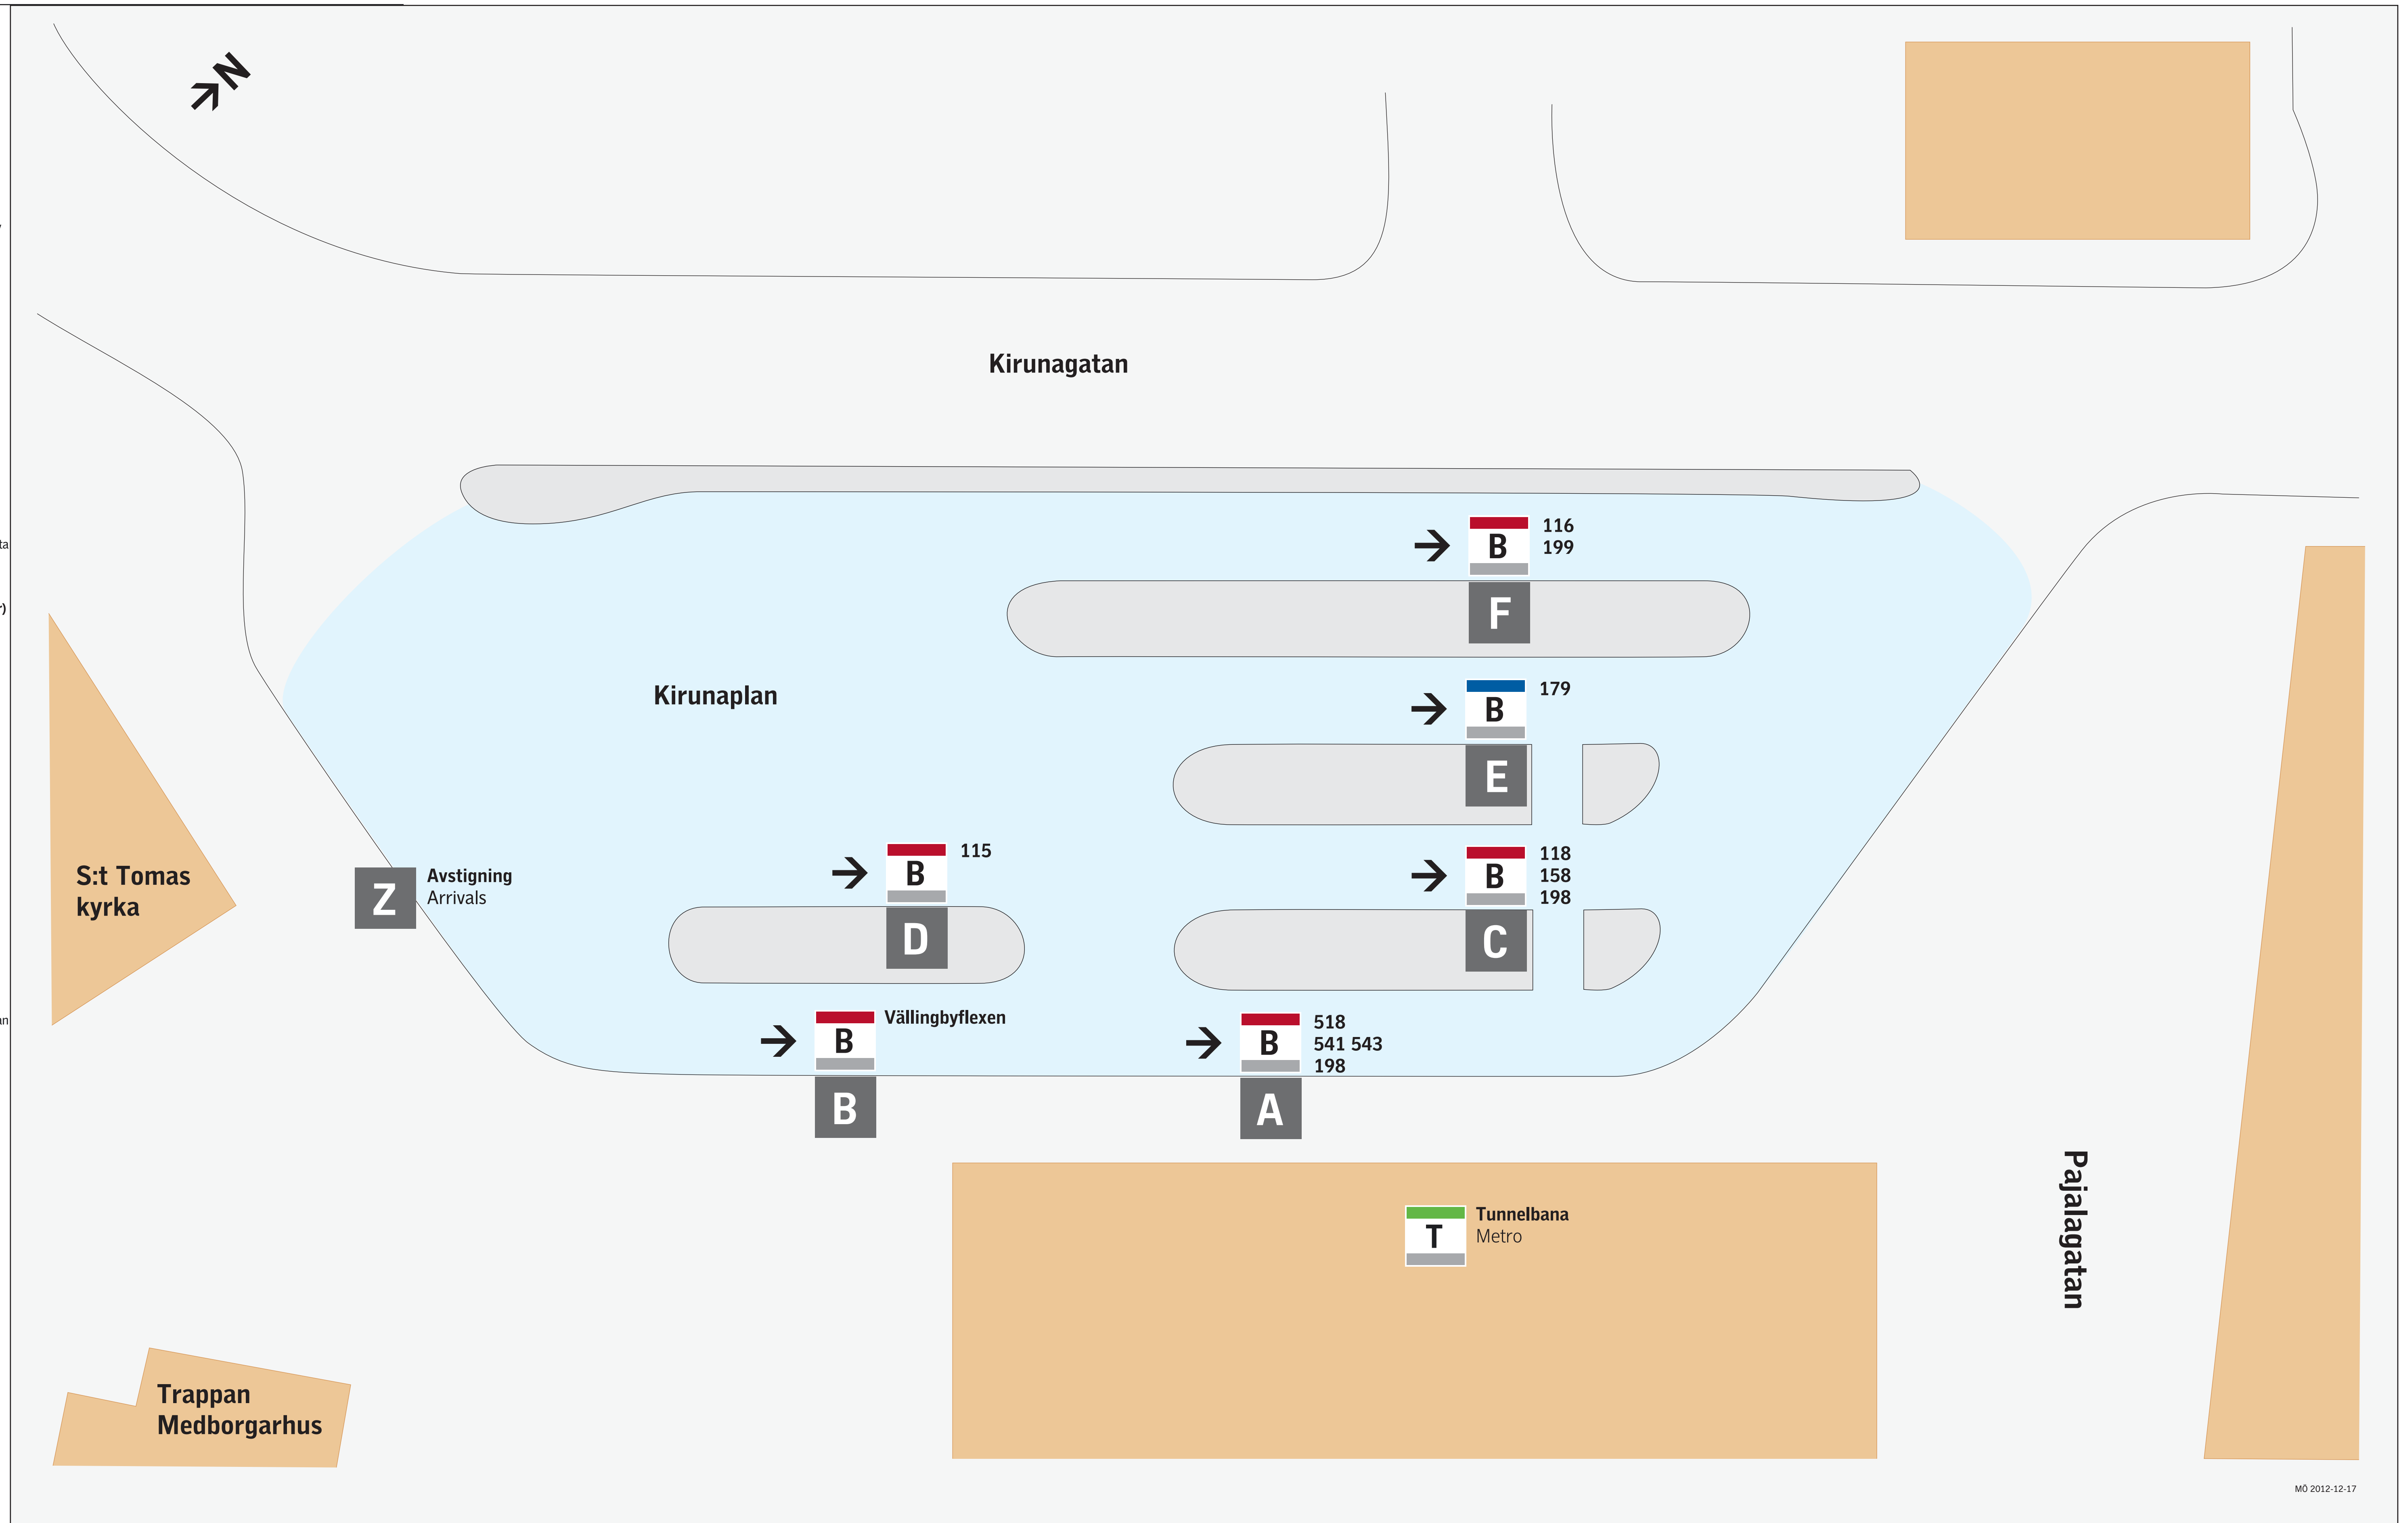 N
Kirunagatan
B
116
199
F
Kirunaplan
B
179
E
B
115
D
B
118
158
198
C
S:t Tomas
kyrka
Z
Avstigning
Arrivals
B
Vällingbyflexen
B
B
518
541 543
198
A
T
Tunnelbana
Metro
Pajalagatan
Trappan
Medborgarhus
MÖ 2012-12-17